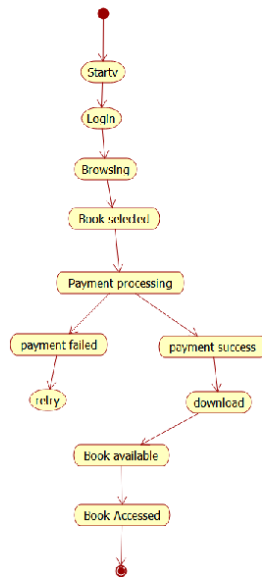 Startv
Login
Browsing
Book selected
Payment processing
payment failed
payment success
retry
download
Book available
Book Accessed